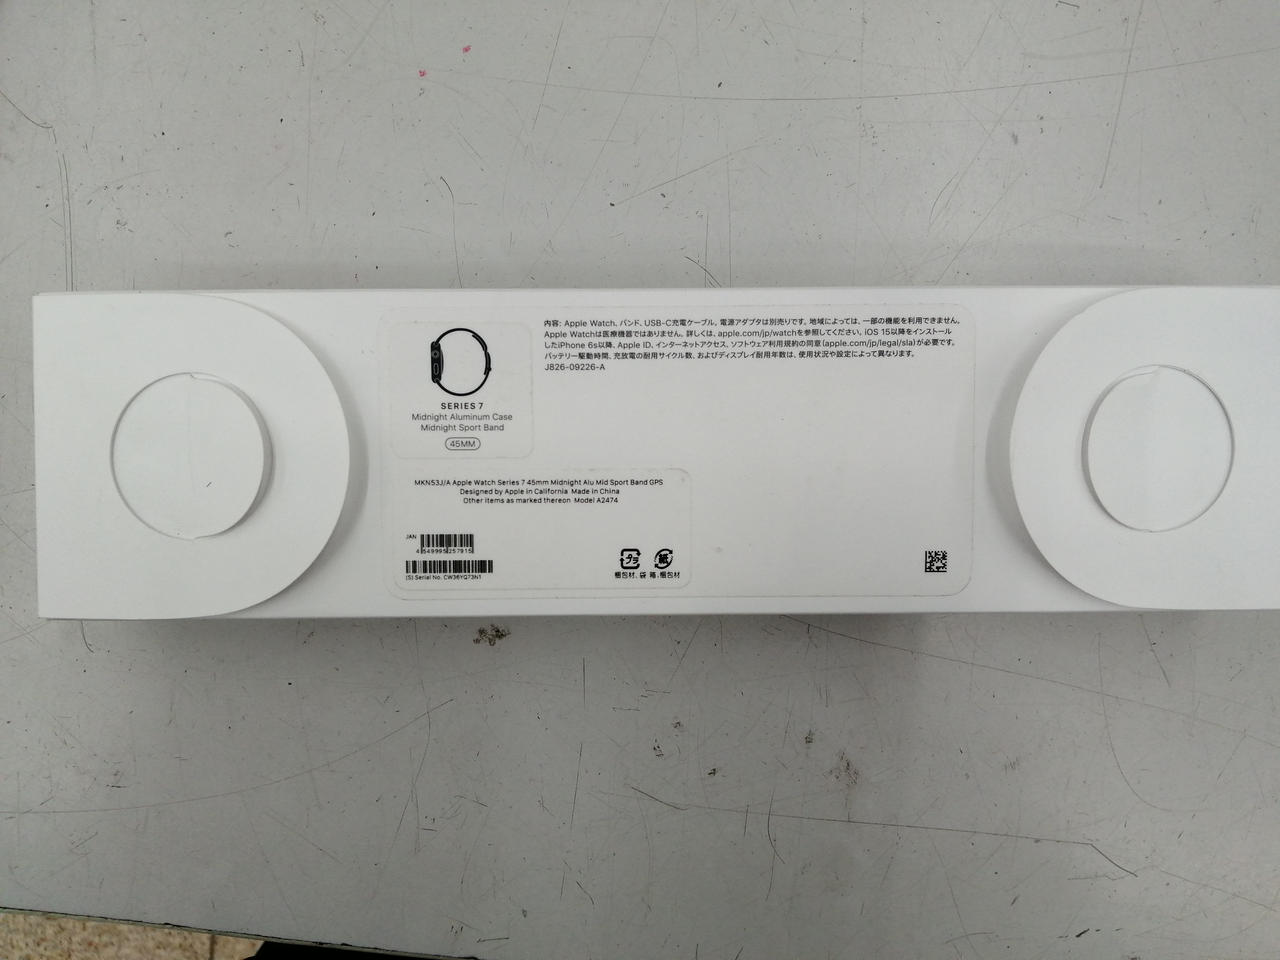 内容: Apple Watch、バンド、USB-C充電ケーブル。電源アダプタは別売りです。地域によっては、一部の機能を利用できません。
Apple Watchは医療機器ではありません。詳しくは、apple.com/jp/watchを参照してください。iOS 15以降をインストール
したiPhone 6s以降、Apple ID、インターネットアクセス、ソフトウェア利用規約の同意(apple.com/jp/legal/sla)が必要です。
バッテリー駆動時間、充放電の耐用サイクル数、およびディスプレイ耐用年数は、使用状況や設定によって異なります。
J826-09226-A
SERIES 7
Midnight Aluminum Case
Midnight Sport Band
45MM
MKN53J/A Apple Watch Series 7 45mm Midnight Alu Mid Sport Band GPS
Designed by Apple in California Made in China
Other items as marked thereon Model A2474
JAN
4 549995 257915
(S) Serial No. CW36YQ73N1
プラ
紙
梱包材、袋 箱、梱包材